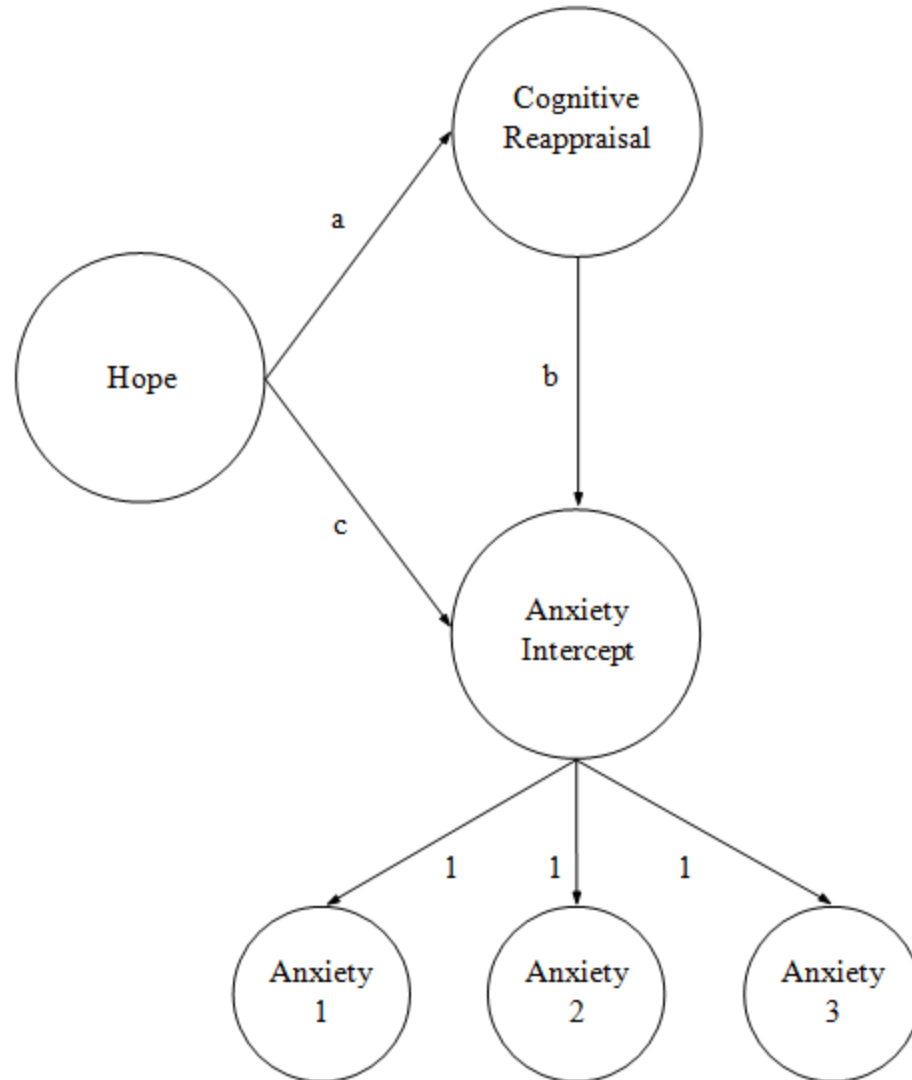 Cognitive
Reappraisal
a
Hope
b
c
Anxiety
Intercept
1
1
1
Anxiety
1
Anxiety
2
Anxiety
3